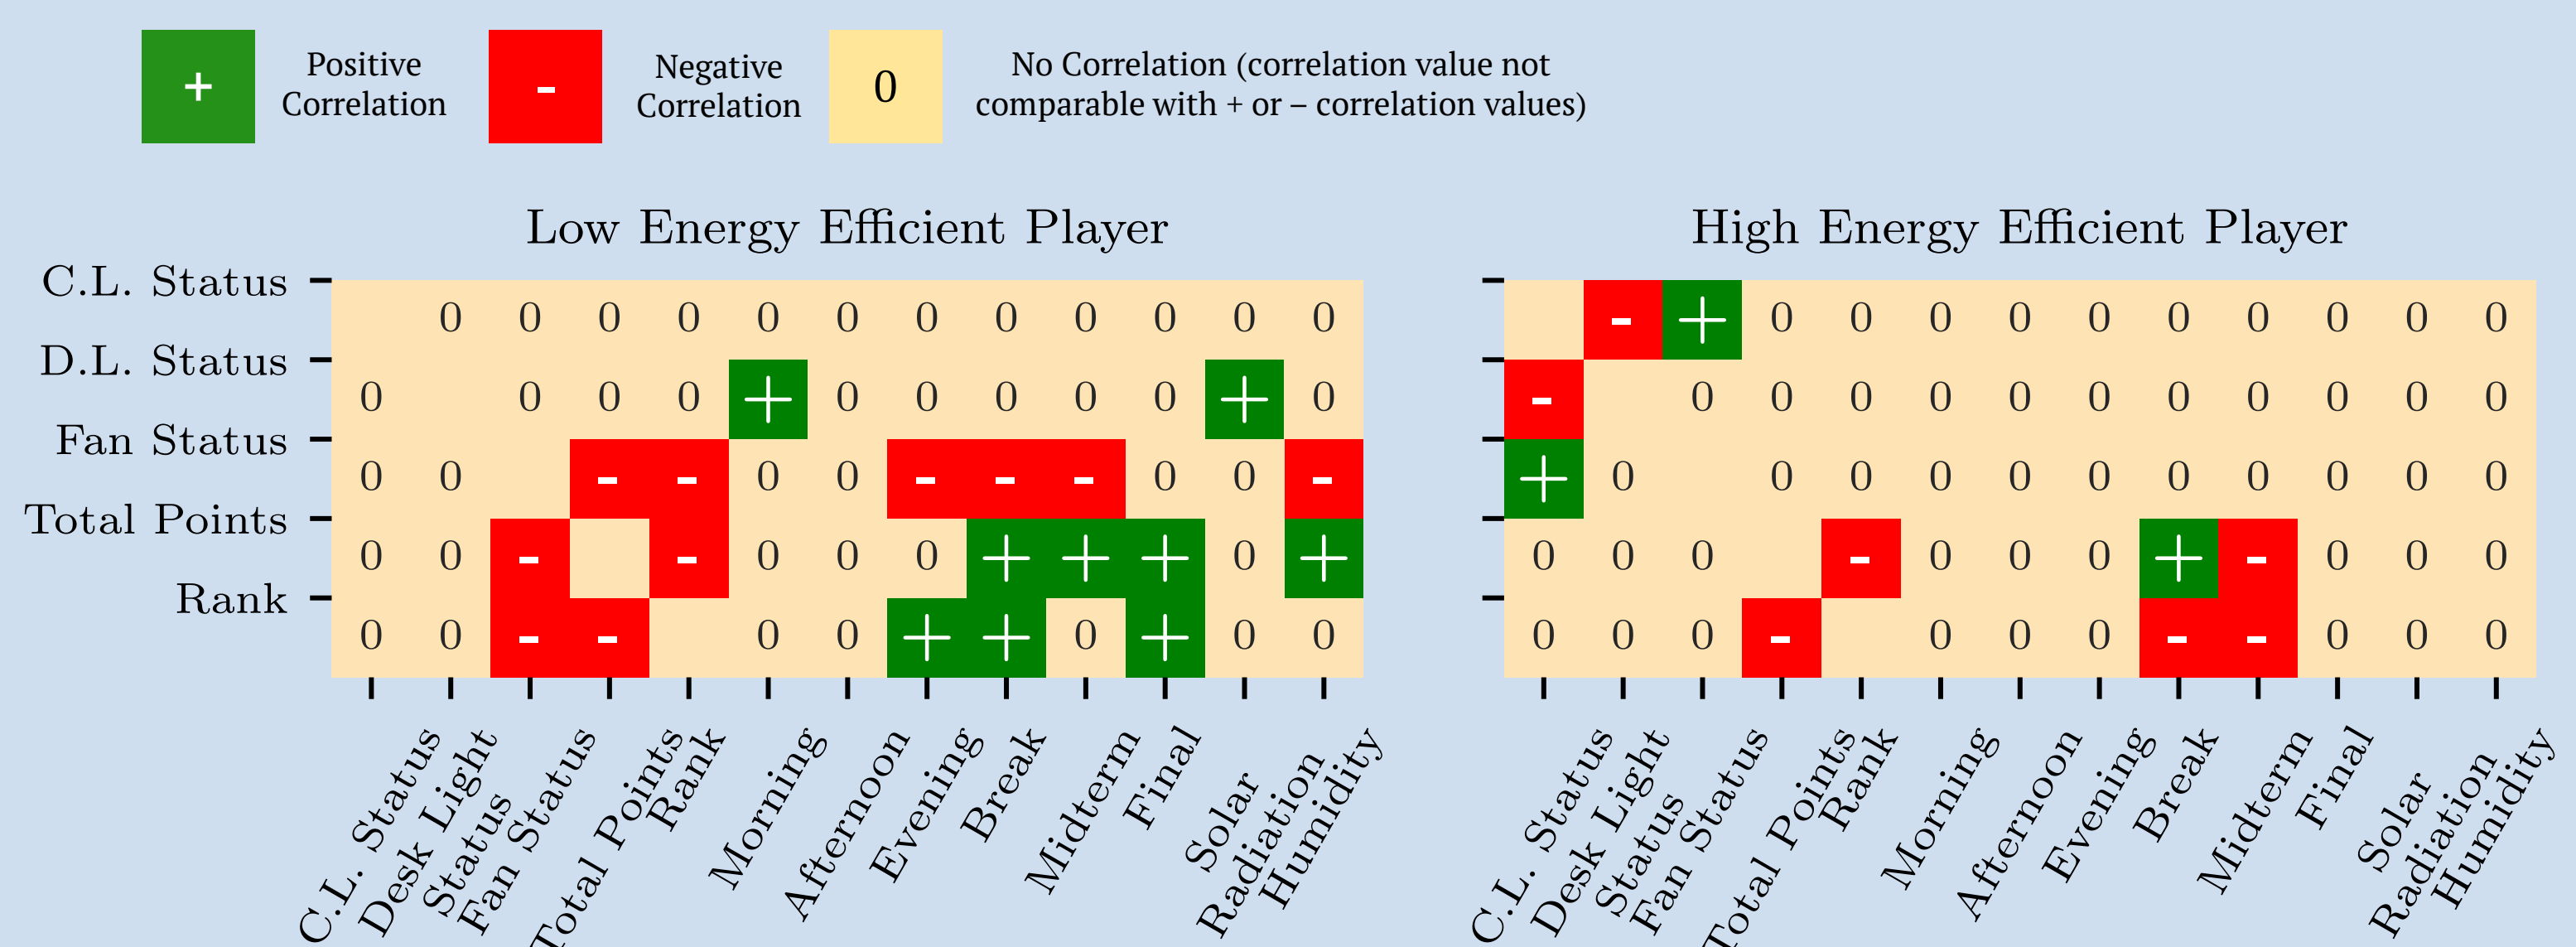 + Positive Correlation - Negative Correlation 0 No Correlation (correlation value not comparable with + or – correlation values)
Low Energy Efficient Player
High Energy Efficient Player
C.L. Status
D.L. Status
Fan Status
Total Points
Rank
0 0 0 0 0 0 0 0 0 0 0 0
0 0 0 0 + 0 0 0 0 0 + 0
0 0 - - 0 0 - - - 0 0 -
0 0 - - 0 0 0 + + + 0 +
0 0 - - 0 0 + + 0 + 0 0
- + 0 0 0 0 0 0 0 0 0 0
- 0 0 0 0 0 0 0 0 0 0 0
+ 0 0 0 0 0 0 0 0 0 0 0
0 0 0 - 0 0 0 + - 0 0 0
0 0 0 - 0 0 0 - - 0 0 0
C.L. Status
Desk Light
Status
Fan Status
Total Points
Rank
Morning
Afternoon
Evening
Break
Midterm
Final
Solar
Radiation
Humidity
C.L. Status
Desk Light
Status
Fan Status
Total Points
Rank
Morning
Afternoon
Evening
Break
Midterm
Final
Solar
Radiation
Humidity